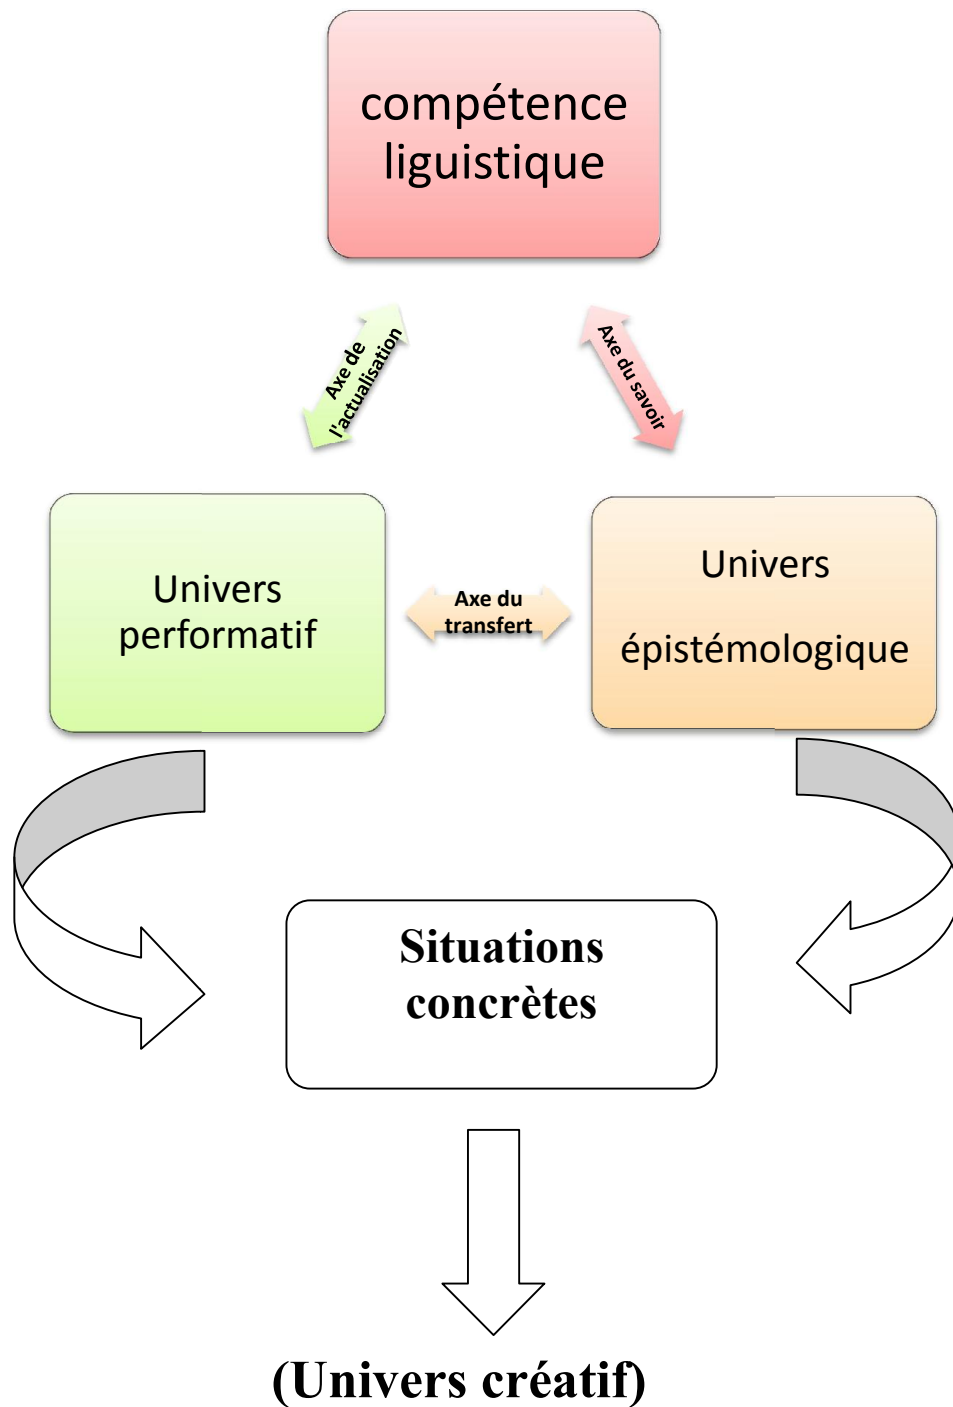 compétence
liguistique
Axe de
l'actualisation
Axe du savoir
Univers
performatif
Axe du
transfert
Univers
épistémologique
Situations
concrètes
(Univers créatif)